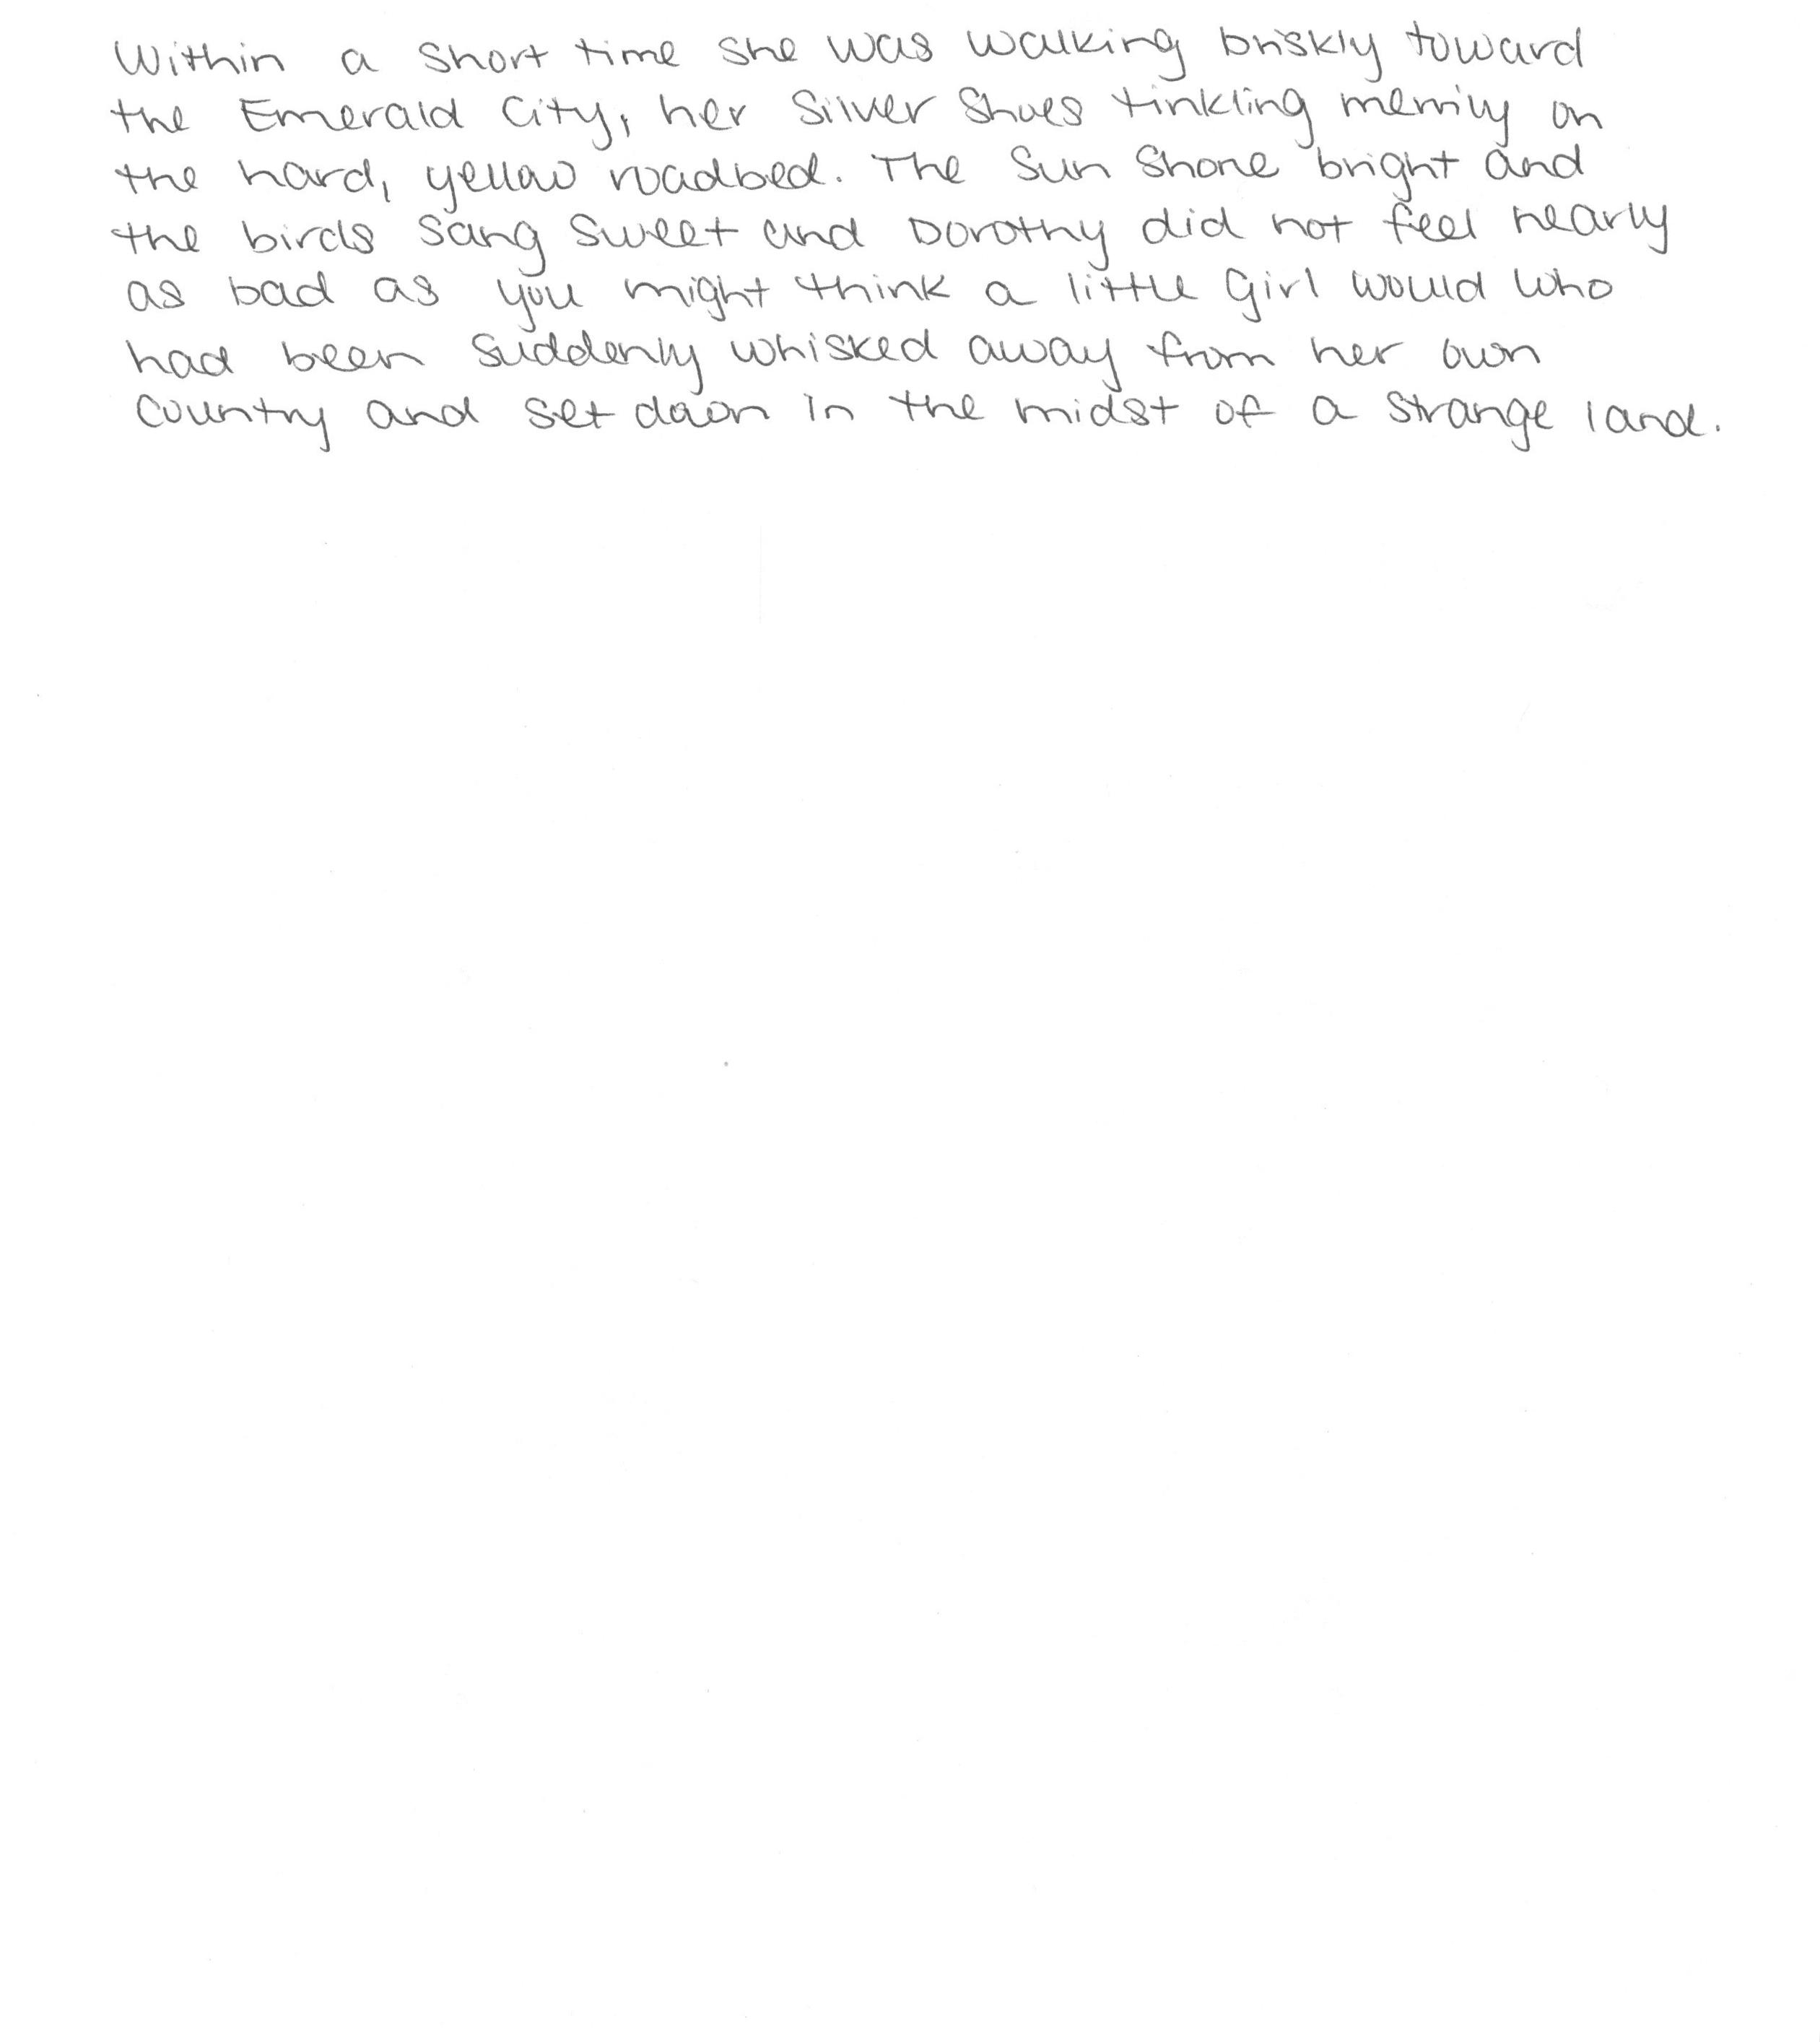 Within a short time she was walking briskly toward
the Emerald City, her Silver Shoes tinkling merrily on
the hard, yellow roadbed. The Sun Shone bright and
the birds sang sweet and Dorothy did not feel nearly
as bad as you might think a little girl would who
had been suddenly whisked away from her own
country and set down in the midst of a strange land.